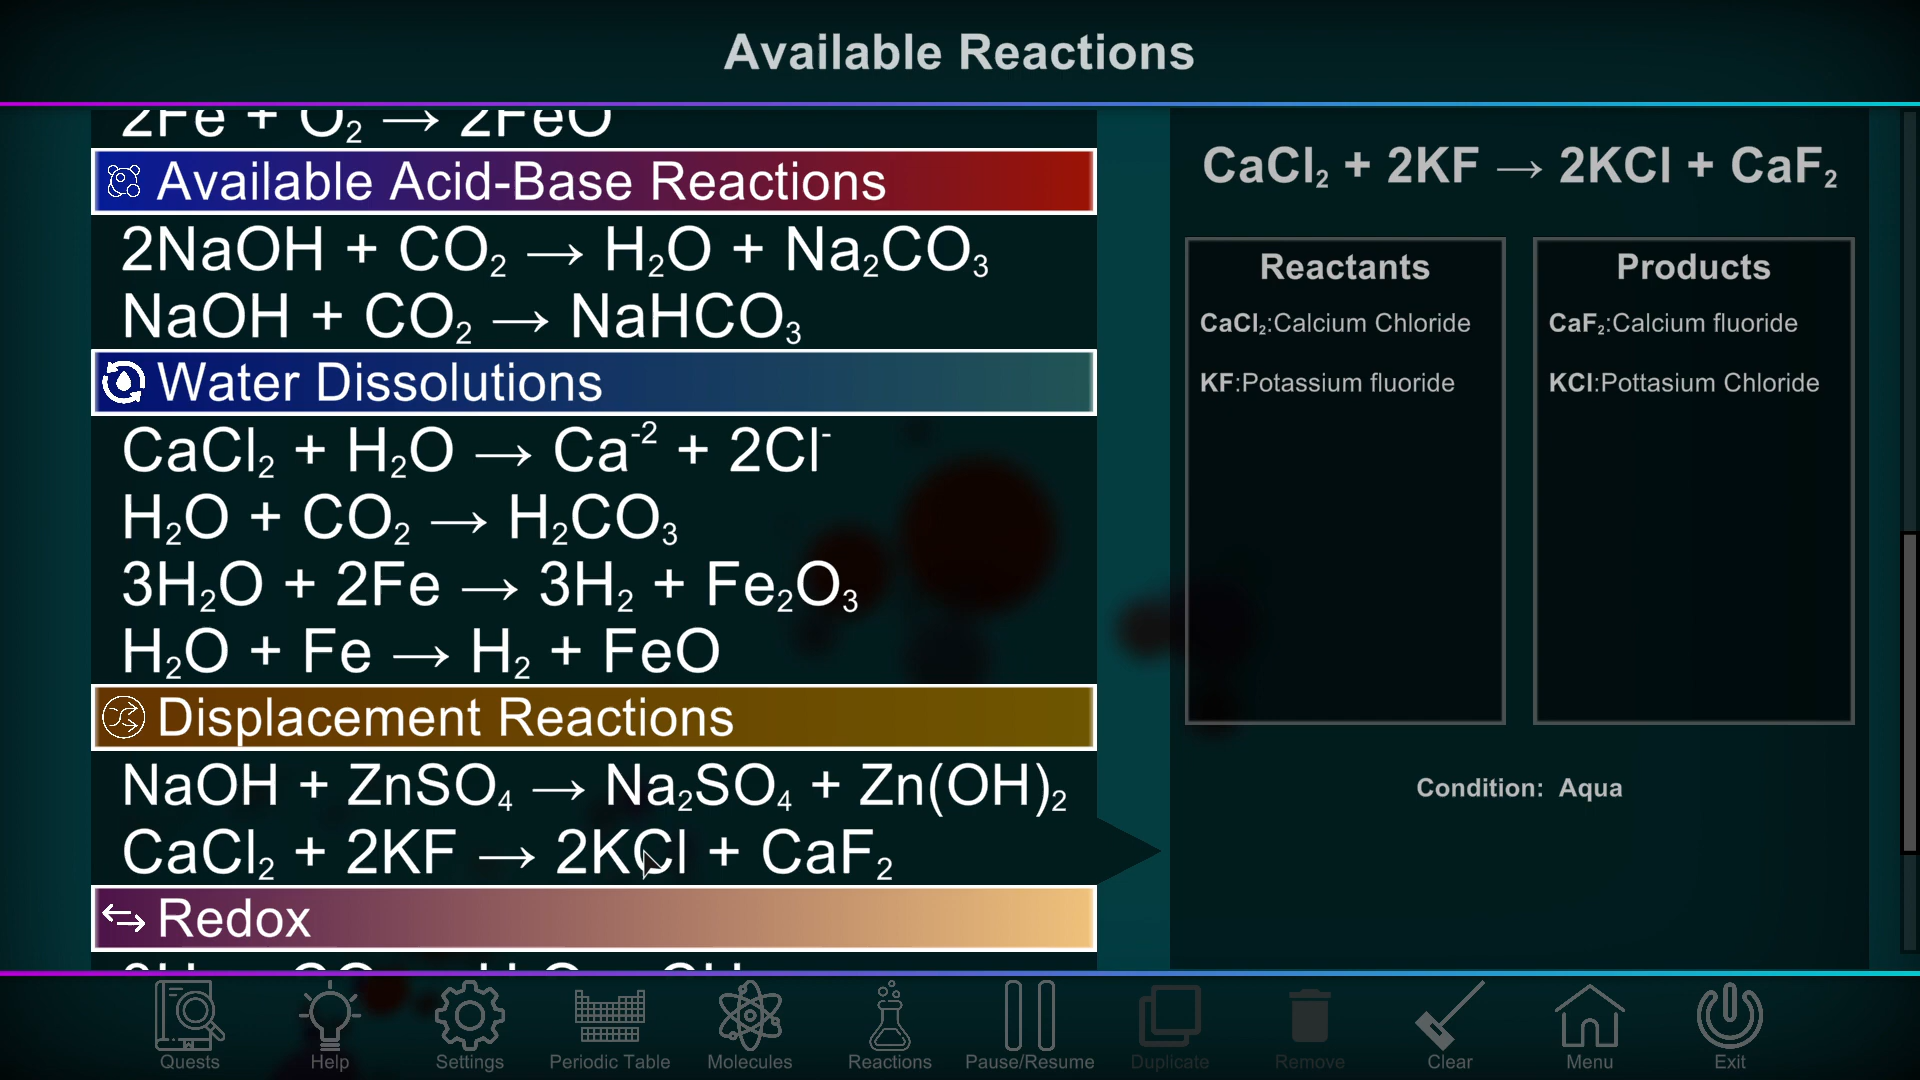 Available Reactions
2Fe + O₂ → 2FeO
Available Acid-Base Reactions
2NaOH + CO₂ → H₂O + Na₂CO₃
NaOH + CO₂ → NaHCO₃
Water Dissolutions
CaCl₂ + H₂O → Ca⁻² + 2Cl⁻
H₂O + CO₂ → H₂CO₃
3H₂O + 2Fe → 3H₂ + Fe₂O₃
H₂O + Fe → H₂ + FeO
Displacement Reactions
NaOH + ZnSO₄ → Na₂SO₄ + Zn(OH)₂
CaCl₂ + 2KF → 2KCl + CaF₂
Redox
CaCl₂ + 2KF → 2KCl + CaF₂
Reactants
CaCl₂:Calcium Chloride
KF:Potassium fluoride
Products
CaF₂:Calcium fluoride
KCl:Pottasium Chloride
Condition: Aqua
Quests
Help
Settings
Periodic Table
Molecules
Reactions
Pause/Resume
Duplicate
Remove
Clear
Menu
Exit